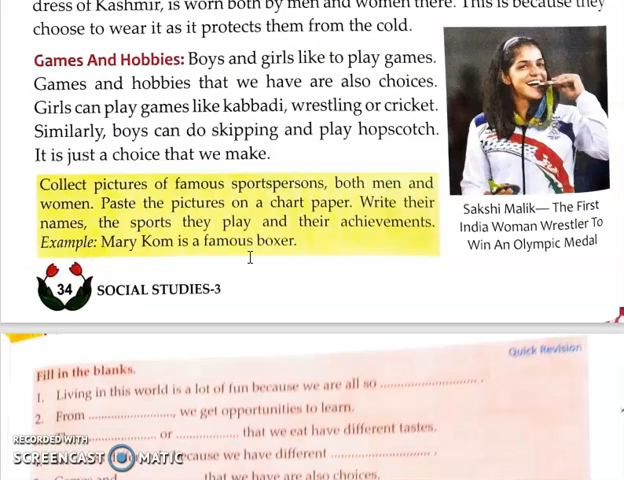 dress of Kashmir, is worn both by men and women there. This is because they
choose to wear it as it protects them from the cold.
Games And Hobbies: Boys and girls like to play games.
Games and hobbies that we have are also choices.
Girls can play games like kabbadi, wrestling or cricket.
Similarly, boys can do skipping and play hopscotch.
It is just a choice that we make.
Sakshi Malik— The First
India Woman Wrestler To
Win An Olympic Medal
Collect pictures of famous sportspersons, both men and
women. Paste the pictures on a chart paper. Write their
names, the sports they play and their achievements.
Example: Mary Kom is a famous boxer.
34 SOCIAL STUDIES-3
Quick Revision
Fill in the blanks.
1. Living in this world is a lot of fun because we are all so .............................. .
2. From ........................, we get opportunities to learn.
or .................. that we eat have different tastes.
because we have different .............................. .
that we have are also choices.
RECORDED WITH
SCREENCAST MATIC